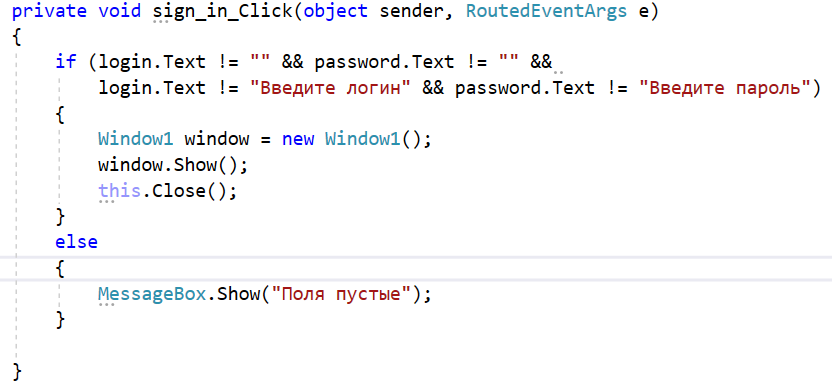 private void sign_in_Click(object sender, RoutedEventArgs e)
{
    if (login.Text != "" && password.Text != "" &&
        login.Text != "Введите логин" && password.Text != "Введите пароль")
    {
        Window1 window = new Window1();
        window.Show();
        this.Close();
    }
    else
    {
        MessageBox.Show("Поля пустые");
    }
}